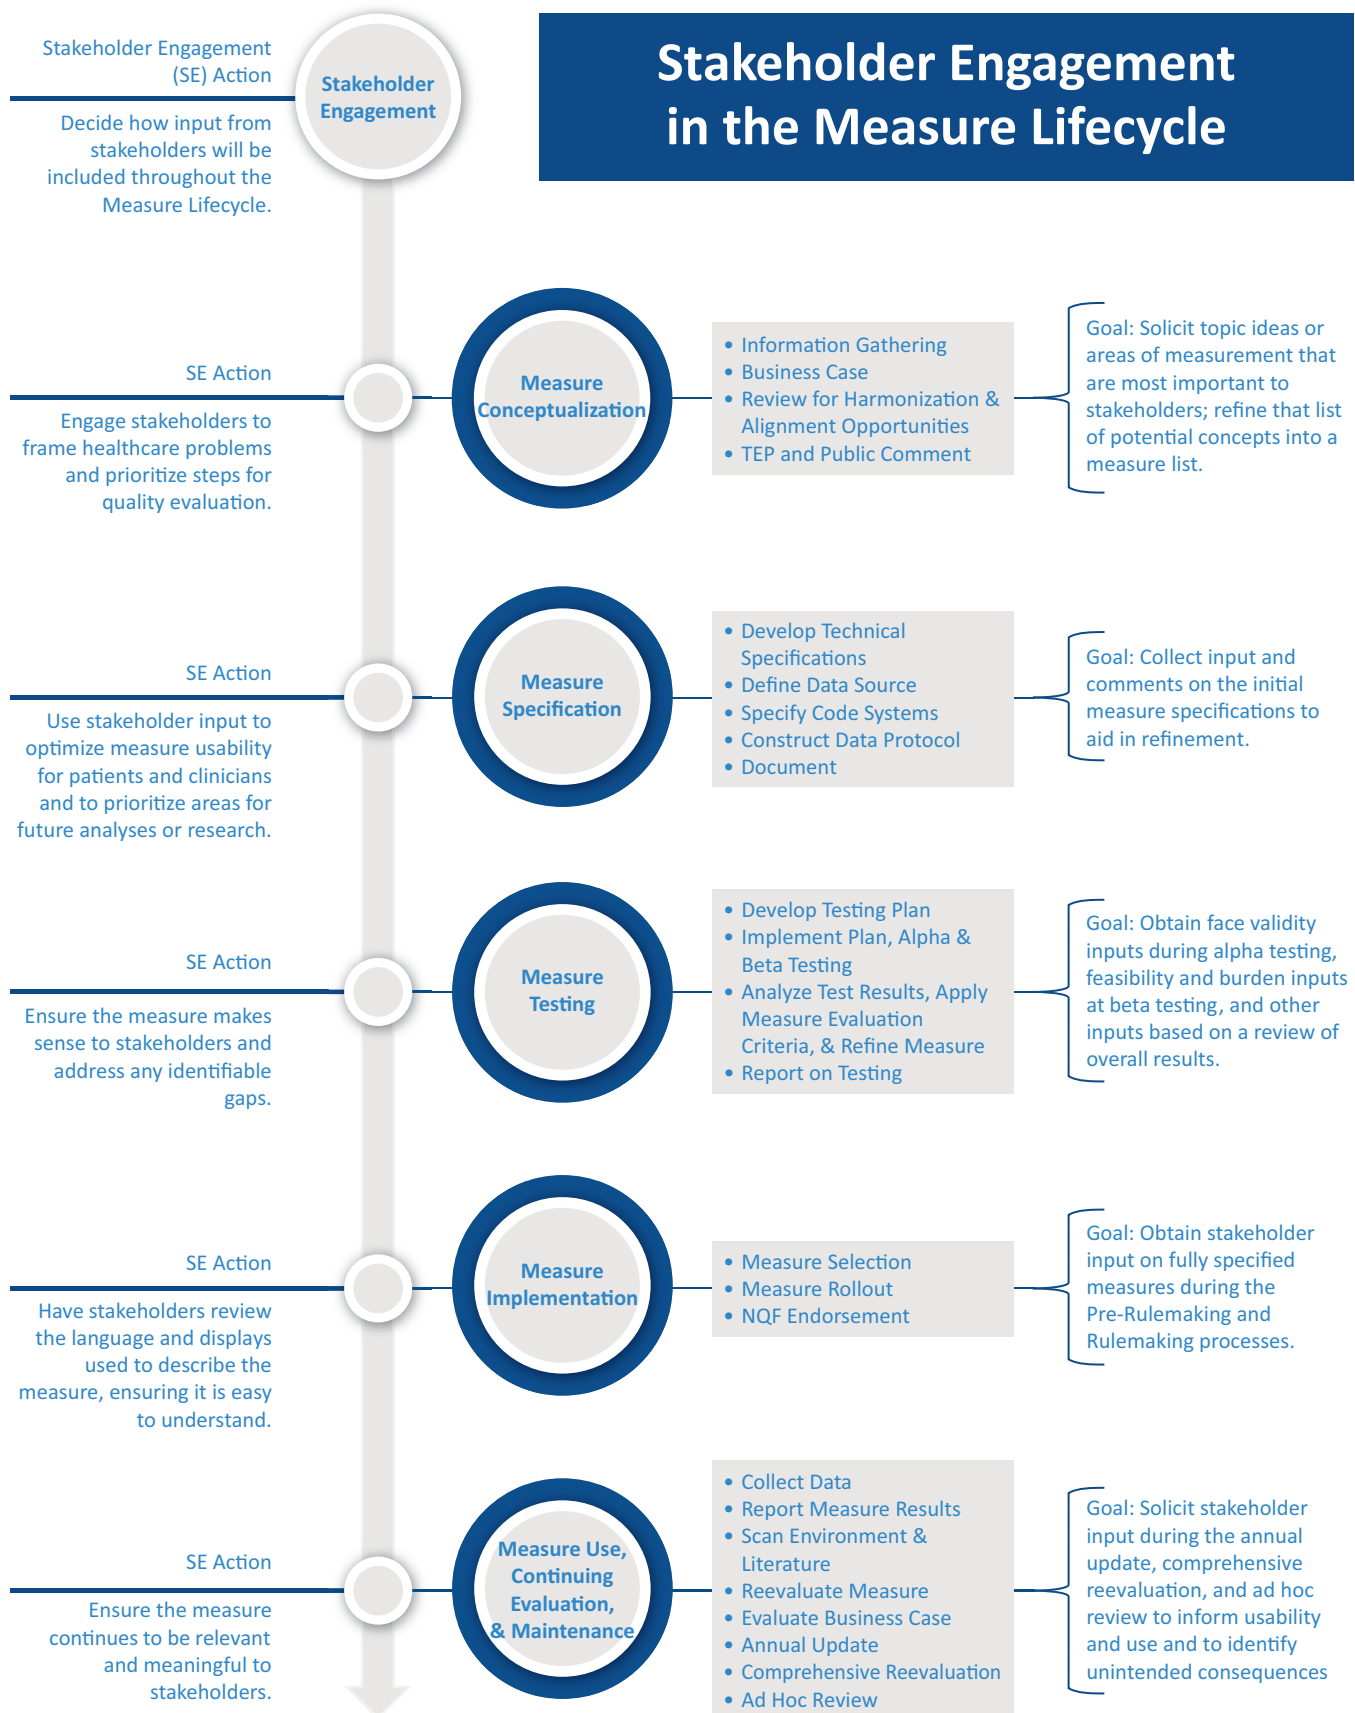 Stakeholder Engagement
in the Measure Lifecycle
Stakeholder Engagement
(SE) Action
Decide how input from
stakeholders will be
included throughout the
Measure Lifecycle.
Stakeholder
Engagement
SE Action
Engage stakeholders to
frame healthcare problems
and prioritize steps for
quality evaluation.
Measure
Conceptualization
• Information Gathering
• Business Case
• Review for Harmonization &
Alignment Opportunities
• TEP and Public Comment
Goal: Solicit topic ideas or
areas of measurement that
are most important to
stakeholders; refine that list
of potential concepts into a
measure list.
SE Action
Use stakeholder input to
optimize measure usability
for patients and clinicians
and to prioritize areas for
future analyses or research.
Measure
Specification
• Develop Technical
Specifications
• Define Data Source
• Specify Code Systems
• Construct Data Protocol
• Document
Goal: Collect input and
comments on the initial
measure specifications to
aid in refinement.
SE Action
Ensure the measure makes
sense to stakeholders and
address any identifiable
gaps.
Measure
Testing
• Develop Testing Plan
• Implement Plan, Alpha &
Beta Testing
• Analyze Test Results, Apply
Measure Evaluation
Criteria, & Refine Measure
• Report on Testing
Goal: Obtain face validity
inputs during alpha testing,
feasibility and burden inputs
at beta testing, and other
inputs based on a review of
overall results.
SE Action
Have stakeholders review
the language and displays
used to describe the
measure, ensuring it is easy
to understand.
Measure
Implementation
• Measure Selection
• Measure Rollout
• NQF Endorsement
Goal: Obtain stakeholder
input on fully specified
measures during the
Pre-Rulemaking and
Rulemaking processes.
SE Action
Ensure the measure
continues to be relevant
and meaningful to
stakeholders.
Measure Use,
Continuing
Evaluation,
& Maintenance
• Collect Data
• Report Measure Results
• Scan Environment &
Literature
• Reevaluate Measure
• Evaluate Business Case
• Annual Update
• Comprehensive Reevaluation
• Ad Hoc Review
Goal: Solicit stakeholder
input during the annual
update, comprehensive
reevaluation, and ad hoc
review to inform usability
and use and to identify
unintended consequences